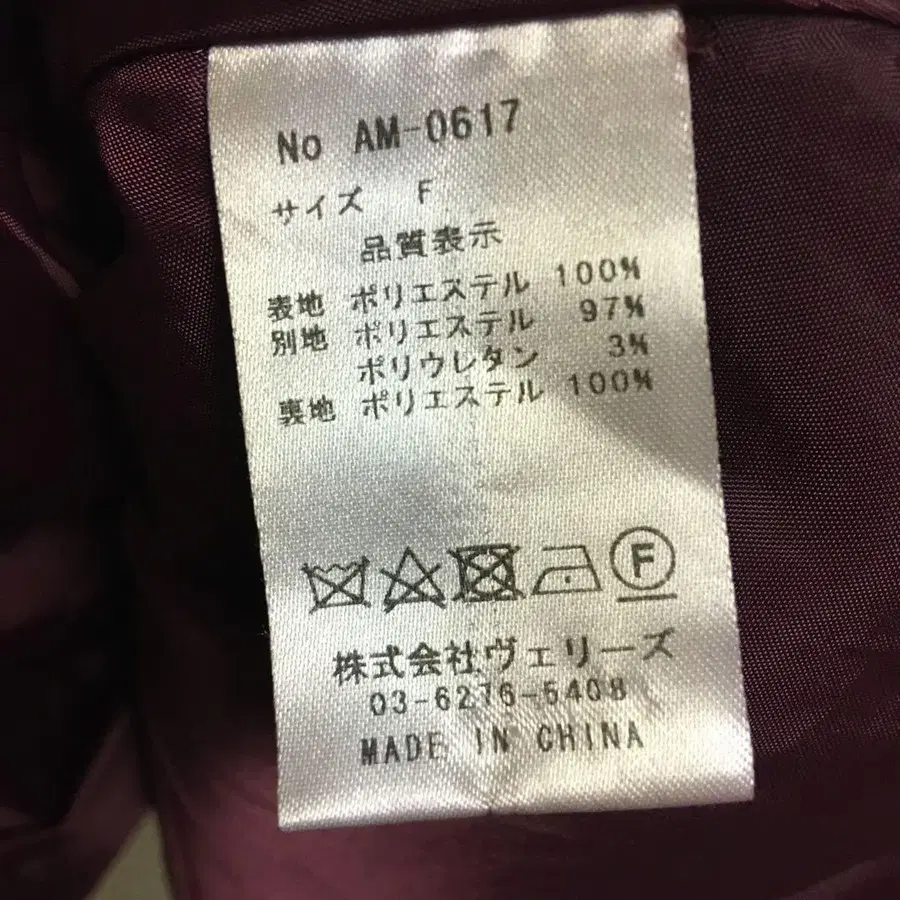 No AM-0617
サイズ F
品質表示
表地 ポリエステル 100%
別地 ポリエステル 97%
ポリウレタン 3%
裏地 ポリエステル 100%
F
株式会社ヴェリーズ
03-6276-6408
MADE IN CHINA